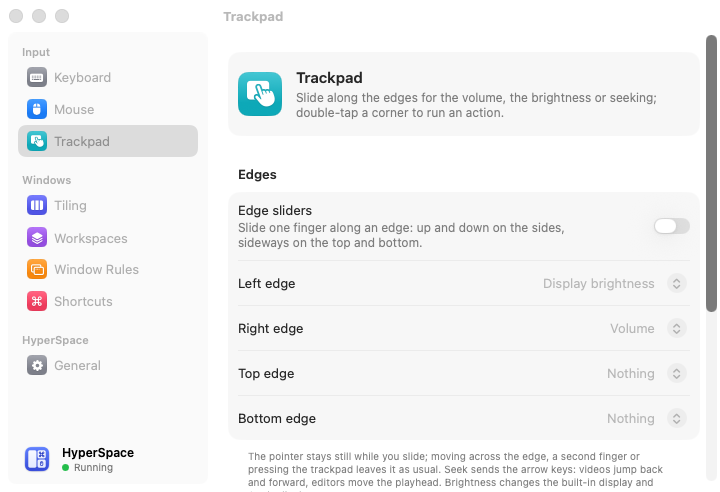 Trackpad
Input
Keyboard
Mouse
Trackpad
Windows
Tiling
Workspaces
Window Rules
Shortcuts
HyperSpace
General
HyperSpace
Running
Trackpad
Slide along the edges for the volume, the brightness or seeking;
double-tap a corner to run an action.
Edges
Edge sliders
Slide one finger along an edge: up and down on the sides,
sideways on the top and bottom.
Left edge Display brightness
Right edge Volume
Top edge Nothing
Bottom edge Nothing
The pointer stays still while you slide; moving across the edge, a second finger or
pressing the trackpad leaves it as usual. Seek sends the arrow keys: videos jump back
and forward, editors move the playhead. Brightness changes the built-in display and